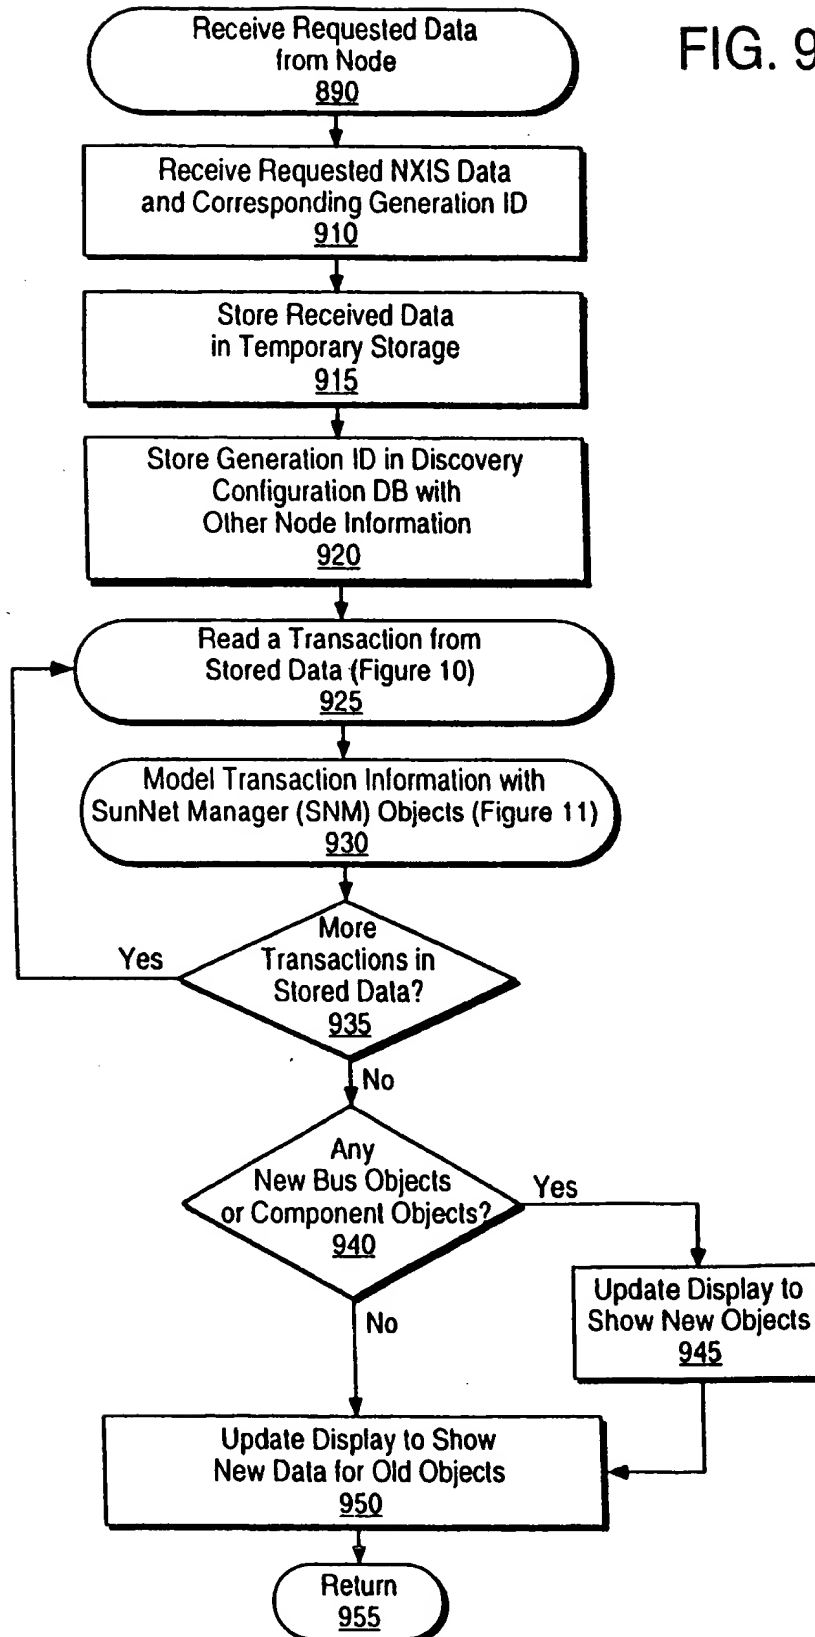 FIG. 9
Receive Requested Data
from Node
890
Receive Requested NXIS Data
and Corresponding Generation ID
910
Store Received Data
in Temporary Storage
915
Store Generation ID in Discovery
Configuration DB with
Other Node Information
920
Read a Transaction from
Stored Data (Figure 10)
925
Model Transaction Information with
SunNet Manager (SNM) Objects (Figure 11)
930
More
Transactions in
Stored Data?
935
Yes
No
Any
New Bus Objects
or Component Objects?
940
Yes
No
Update Display to
Show New Objects
945
Update Display to Show
New Data for Old Objects
950
Return
955